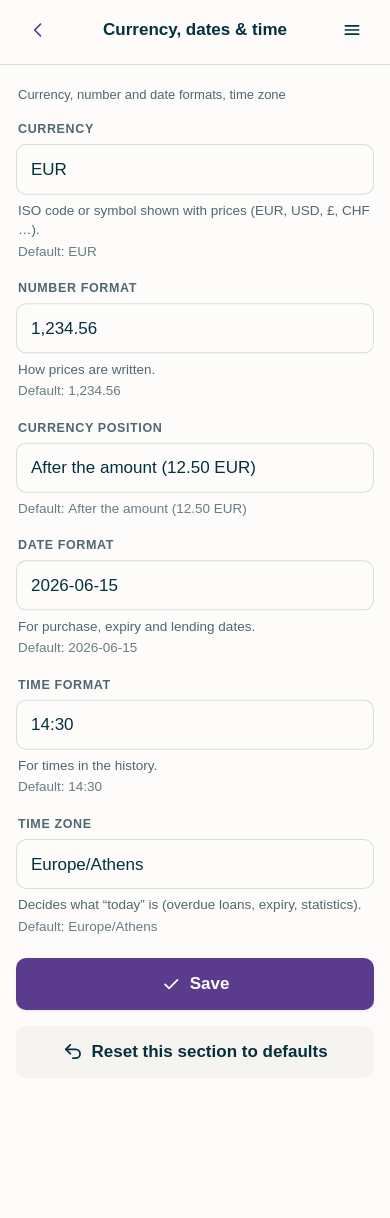 Currency, dates & time
Currency, number and date formats, time zone
CURRENCY
EUR
ISO code or symbol shown with prices (EUR, USD, £, CHF
…).
Default: EUR
NUMBER FORMAT
1,234.56
How prices are written.
Default: 1,234.56
CURRENCY POSITION
After the amount (12.50 EUR)
Default: After the amount (12.50 EUR)
DATE FORMAT
2026-06-15
For purchase, expiry and lending dates.
Default: 2026-06-15
TIME FORMAT
14:30
For times in the history.
Default: 14:30
TIME ZONE
Europe/Athens
Decides what “today” is (overdue loans, expiry, statistics).
Default: Europe/Athens
Save
Reset this section to defaults